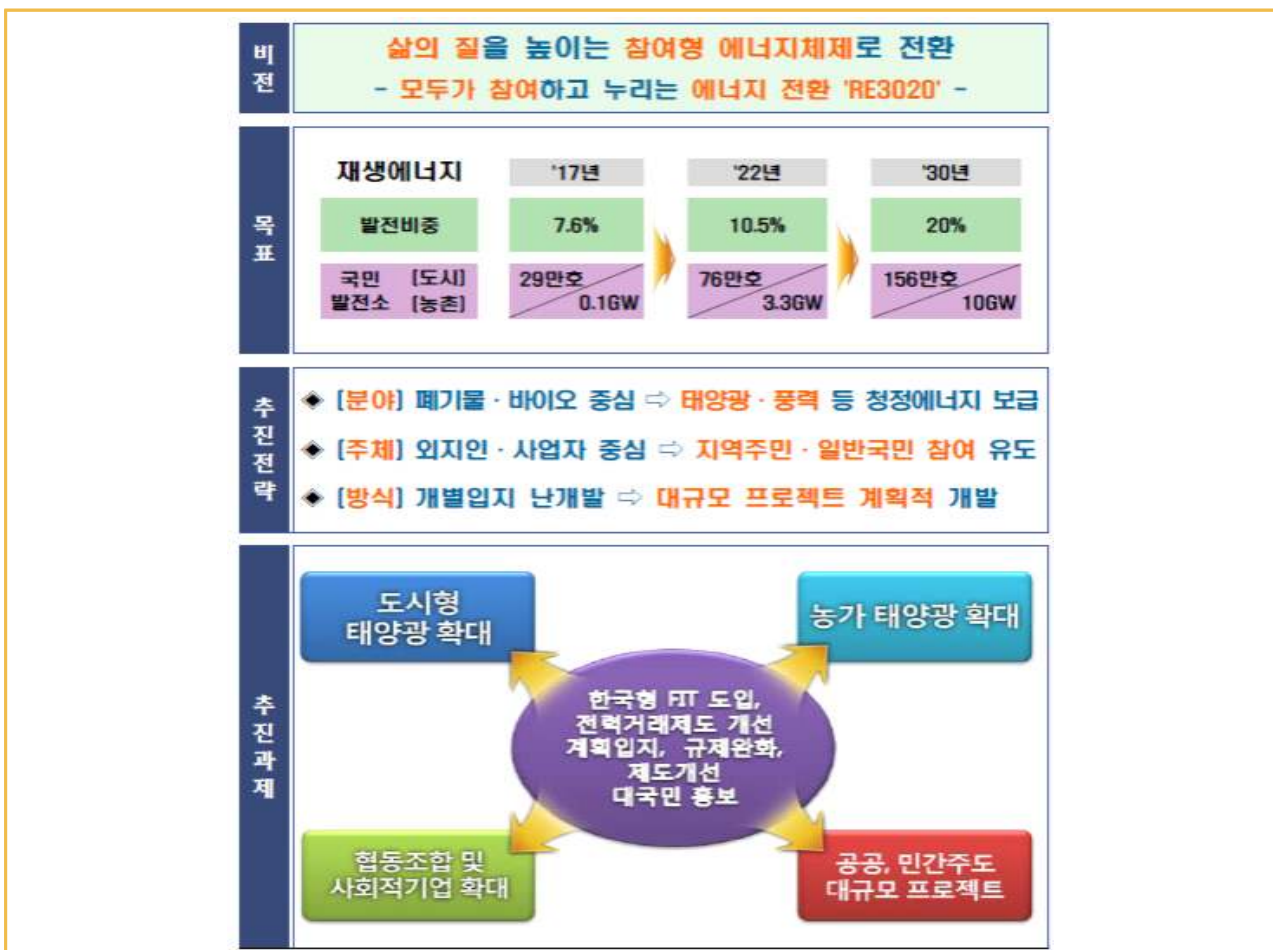 비전
삶의 질을 높이는 참여형 에너지체제로 전환
- 모두가 참여하고 누리는 에너지 전환 'RE3020' -
목표
재생에너지 '17년 '22년 '30년
발전비중 7.6% 10.5% 20%
국민 [도시] 29만호 76만호 156만호
발전소 [농촌] 0.1GW 3.3GW 10GW
추진전략
◈ [분야] 폐기물·바이오 중심 ⇨ 태양광·풍력 등 청정에너지 보급
◈ [주체] 외지인·사업자 중심 ⇨ 지역주민·일반국민 참여 유도
◈ [방식] 개별입지 난개발 ⇨ 대규모 프로젝트 계획적 개발
추진과제
도시형
태양광 확대
농가 태양광 확대
한국형 FIT 도입,
전력거래제도 개선
계획입지, 규제완화,
제도개선
대국민 홍보
협동조합 및
사회적기업 확대
공공, 민간주도
대규모 프로젝트